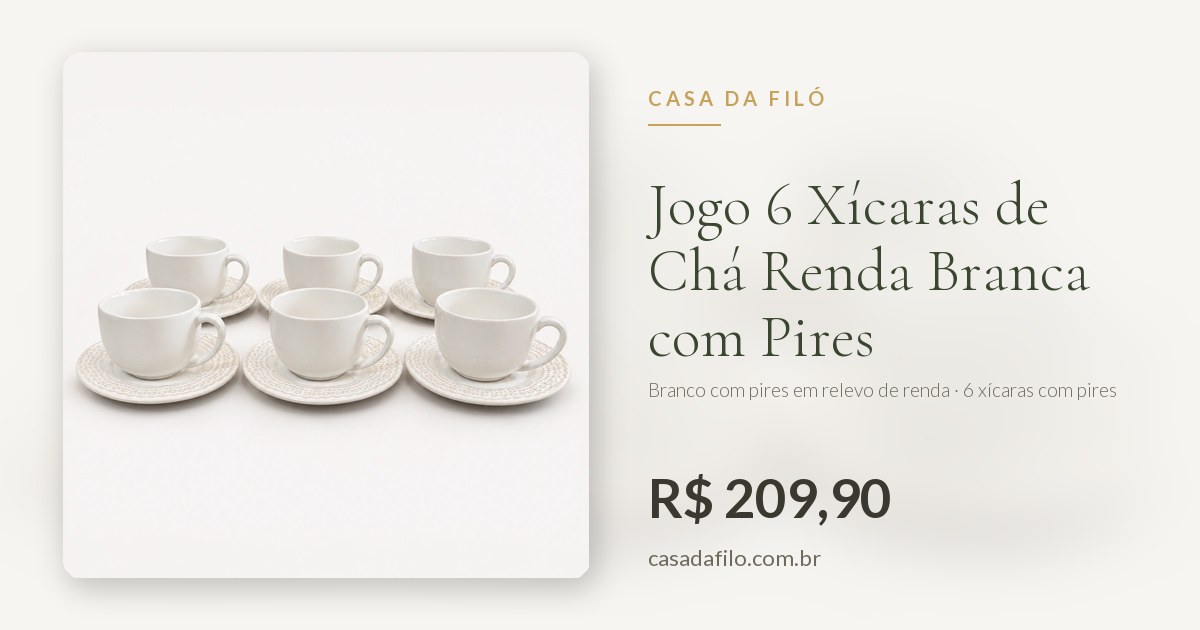 CASA DA FILÓ
Jogo 6 Xícaras de
Chá Renda Branca
com Pires
Branco com pires em relevo de renda · 6 xícaras com pires
R$ 209,90
casadafilo.com.br